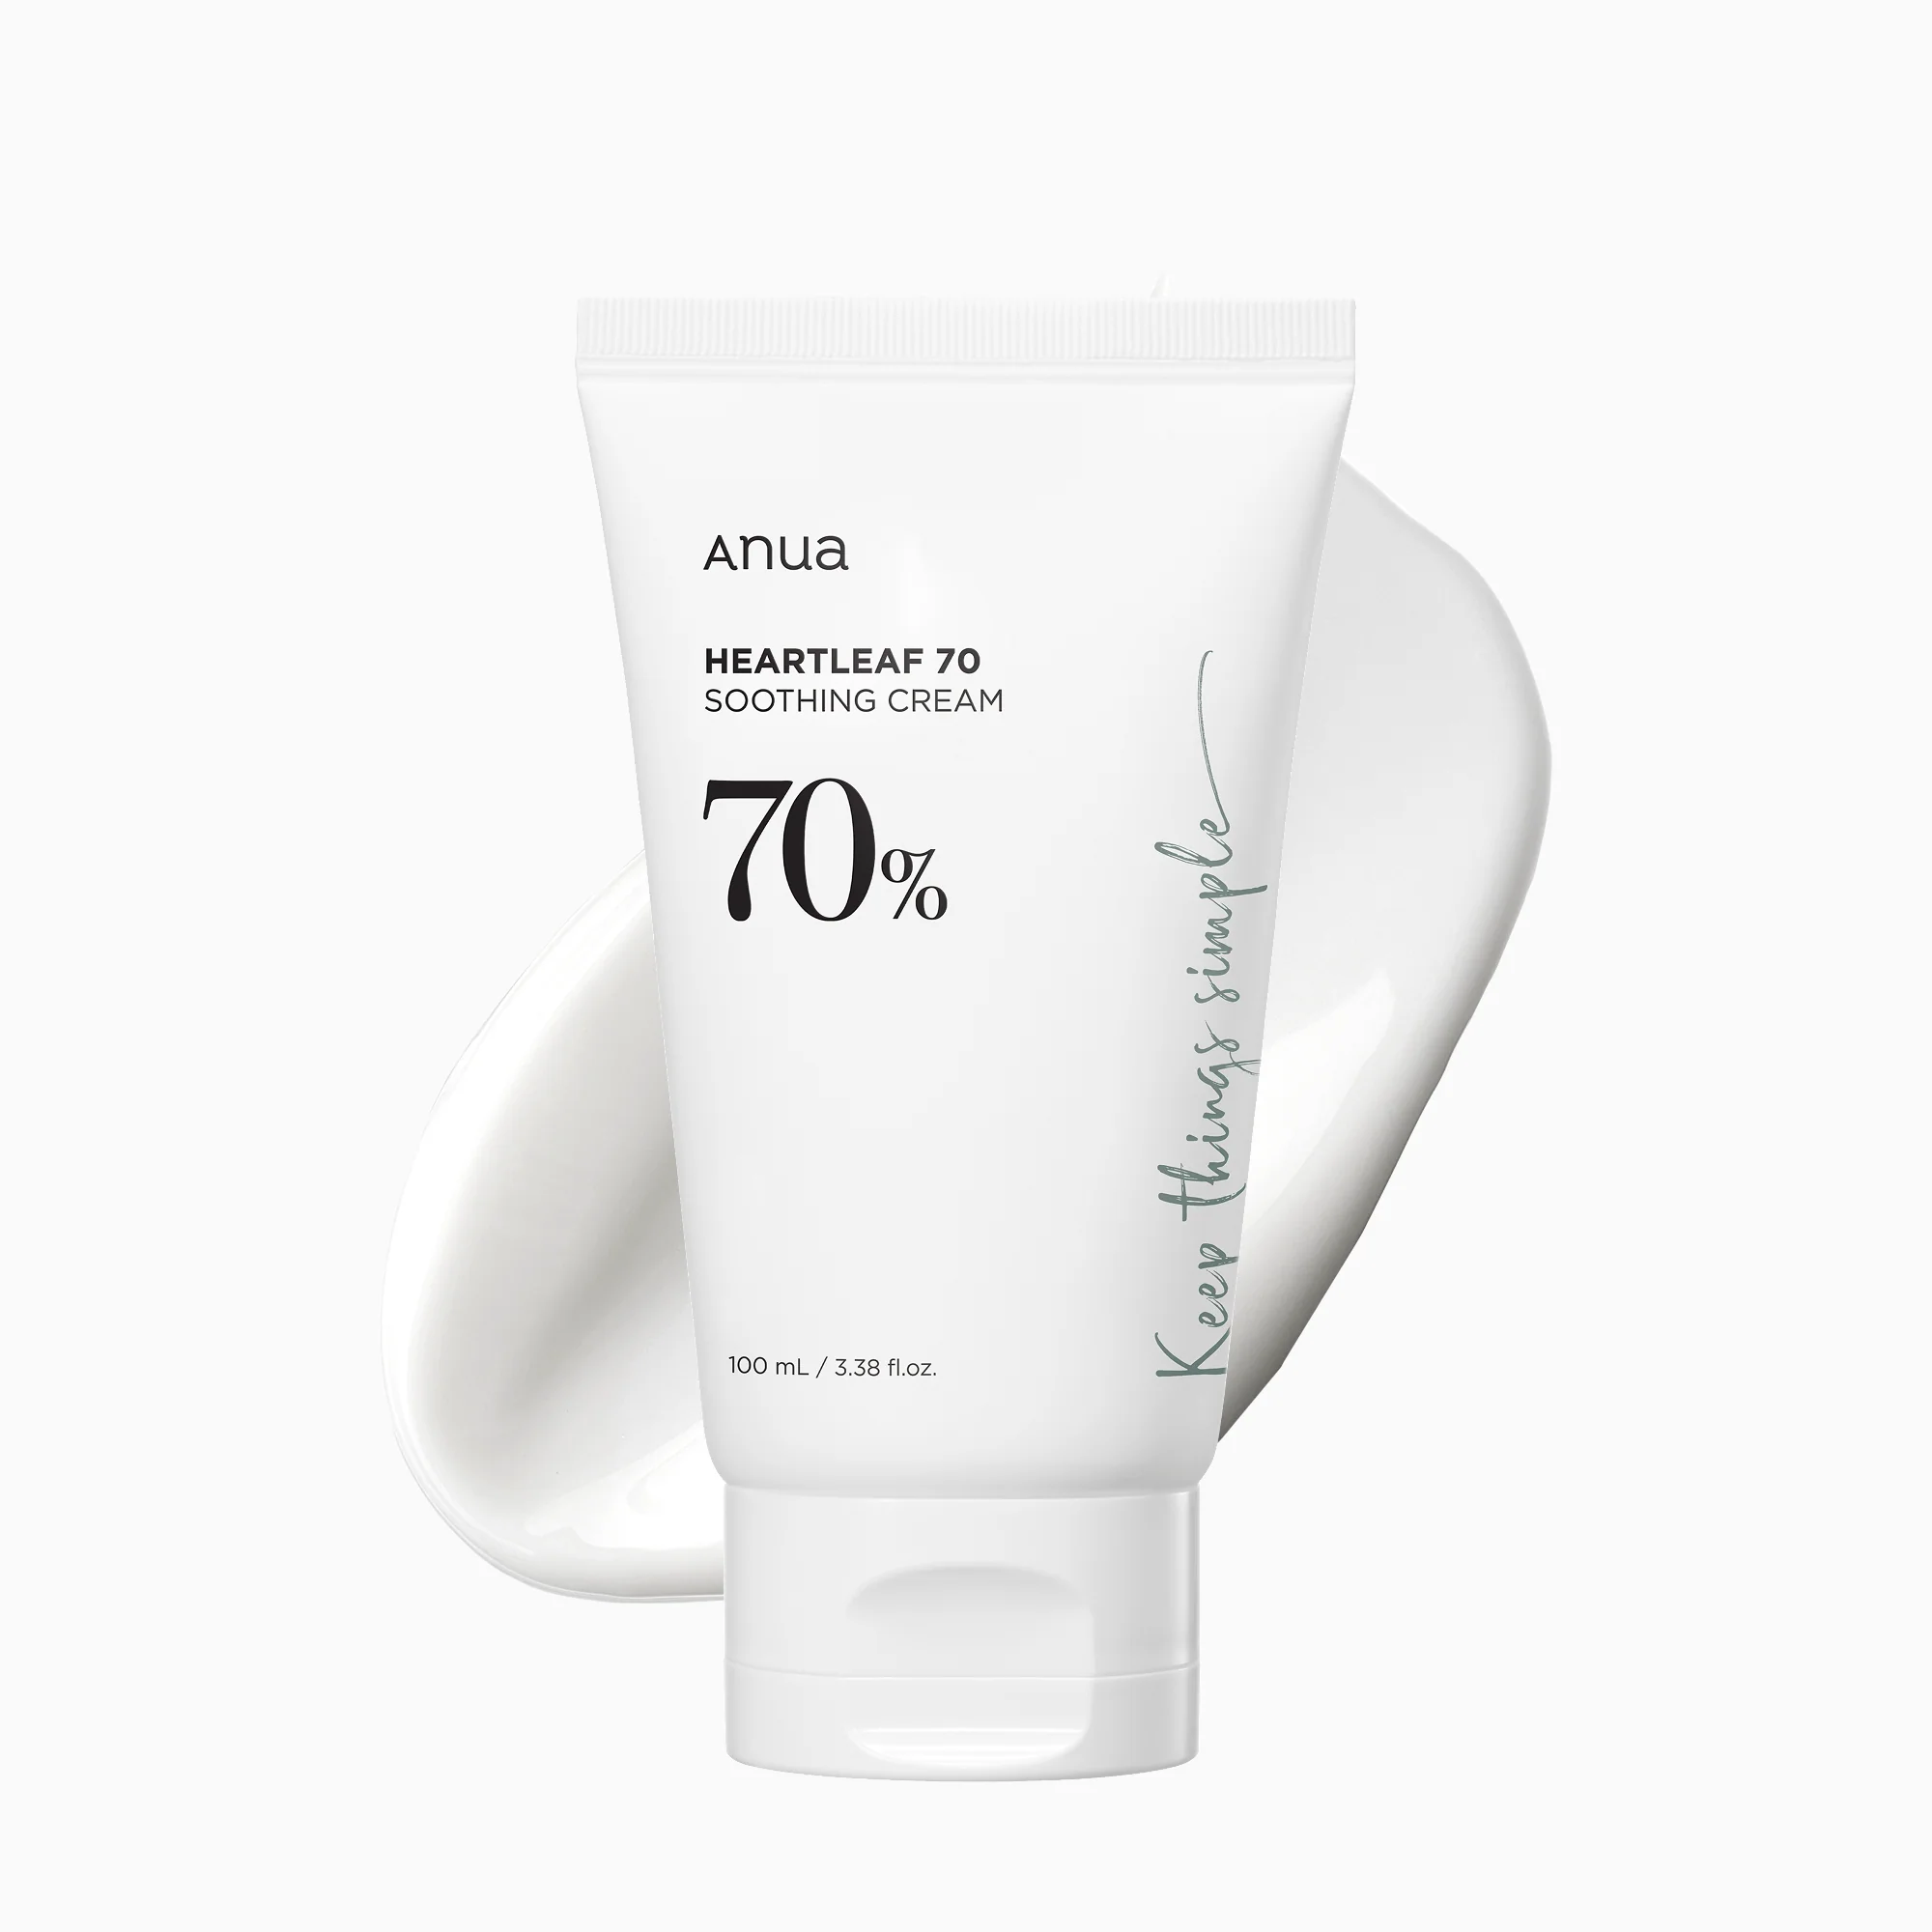 Anua
HEARTLEAF 70
SOOTHING CREAM
70%
Keep things simple
100 mL / 3.38 fl.oz.